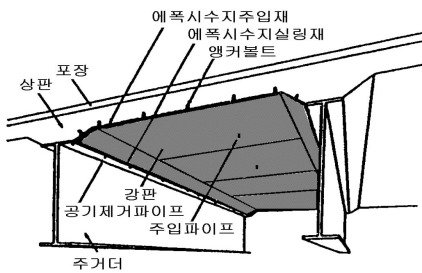 에폭시수지주입재
에폭시수지실링재
앵커볼트
포장
상판
강판
공기제거파이프
주입파이프
주거더